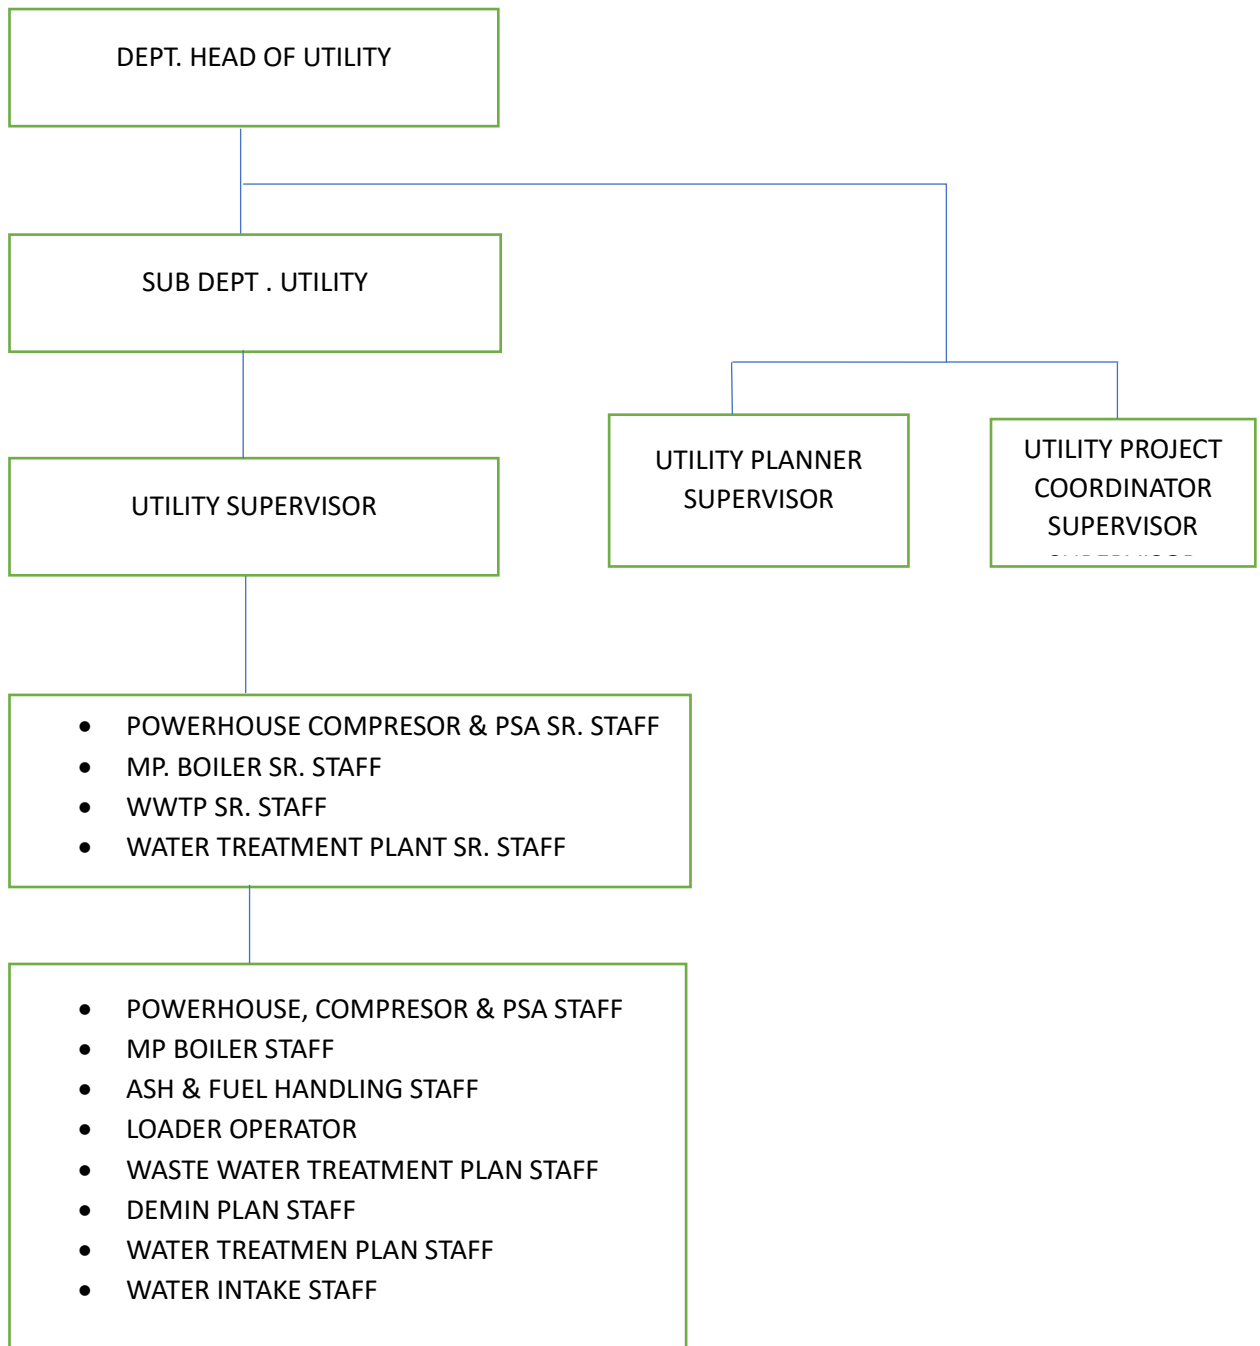 DEPT. HEAD OF UTILITY
SUB DEPT . UTILITY
UTILITY SUPERVISOR
UTILITY PLANNER
SUPERVISOR
UTILITY PROJECT
COORDINATOR
SUPERVISOR
• POWERHOUSE COMPRESOR & PSA SR. STAFF
• MP. BOILER SR. STAFF
• WWTP SR. STAFF
• WATER TREATMENT PLANT SR. STAFF
• POWERHOUSE, COMPRESOR & PSA STAFF
• MP BOILER STAFF
• ASH & FUEL HANDLING STAFF
• LOADER OPERATOR
• WASTE WATER TREATMENT PLAN STAFF
• DEMIN PLAN STAFF
• WATER TREATMEN PLAN STAFF
• WATER INTAKE STAFF